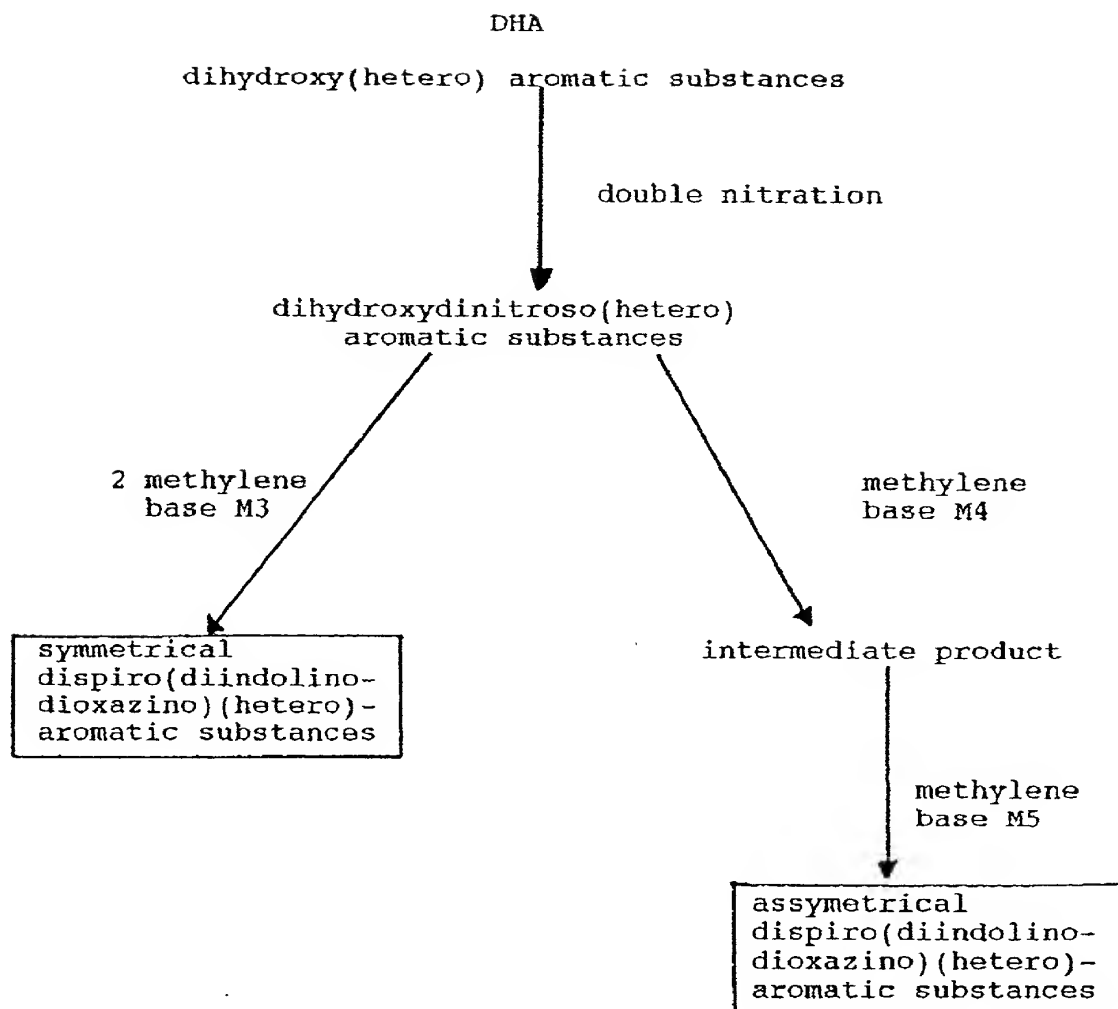 DHA
dihydroxy(hetero) aromatic substances
double nitration
dihydroxydinitroso(hetero)
aromatic substances
2 methylene
base M3
methylene
base M4
symmetrical
dispiro(diindolino-
dioxazino)(hetero)-
aromatic substances
intermediate product
methylene
base M5
assymetrical
dispiro(diindolino-
dioxazino)(hetero)-
aromatic substances